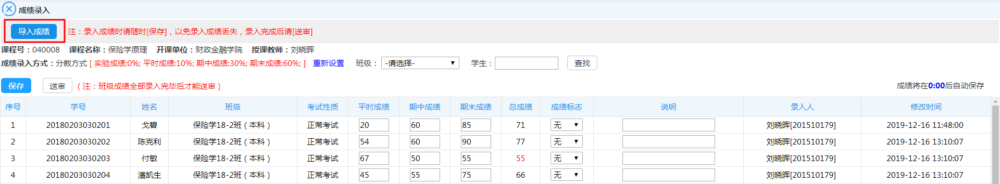 成绩录入
导入成绩 注：录入成绩时请随时[保存]，以免录入成绩丢失，录入完成后请[送审]
课程号：040008 课程名称：保险学原理 开课单位：财政金融学院 授课教师：刘晓晖
成绩录入方式：分数方式 [ 实验成绩:0%; 平时成绩:10%; 期中成绩:30%; 期末成绩:60%; ] 重新设置 班级： -请选择- 学生： 查找
保存 送审 （注：班级成绩全部录入完毕后才能送审） 成绩将在0:00后自动保存
序号 学号 姓名 班级 考试性质 平时成绩 期中成绩 期末成绩 总成绩 成绩标志 说明 录入人 修改时间
1 20180203030201 戈碧 保险学18-2班（本科） 正常考试 20 60 85 71 无 刘晓晖[201510179] 2019-12-16 11:48:00
2 20180203030202 陈克利 保险学18-2班（本科） 正常考试 54 60 90 77 无 刘晓晖[201510179] 2019-12-16 13:10:07
3 20180203030203 付敏 保险学18-2班（本科） 正常考试 67 50 55 55 无 刘晓晖[201510179] 2019-12-16 13:10:07
4 20180203030204 潘凯生 保险学18-2班（本科） 正常考试 45 55 75 66 无 刘晓晖[201510179] 2019-12-16 13:10:07